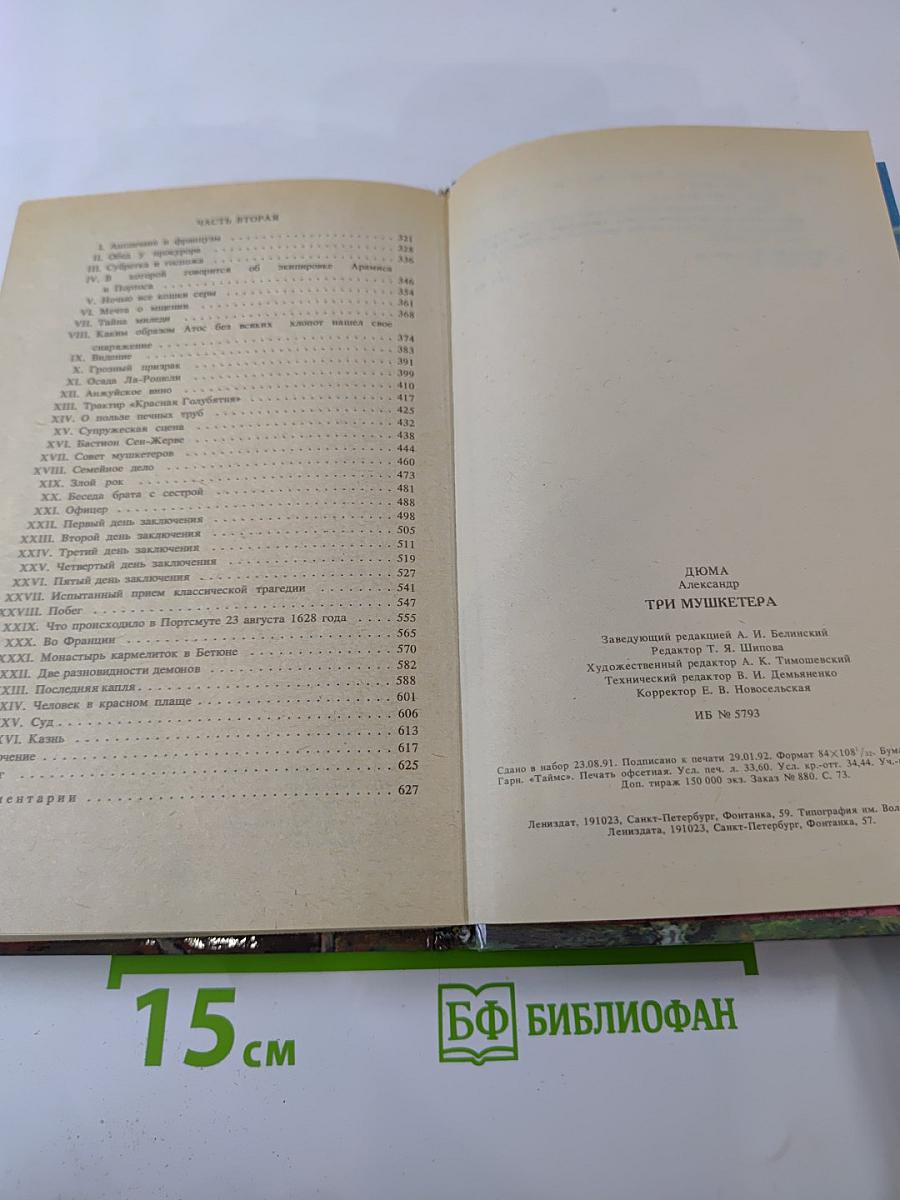 ЧАСТЬ ВТОРАЯ
I. Англичане и французы 321
II. Обед у прокурора 328
III. Субретка и госпожа 336
IV. В которой говорится об экипировке Арамиса
и Портоса 346
V. Ночью все кошки серы 354
VI. Мечта о мщении 361
VII. Тайна миледи 368
VIII. Каким образом Атос без всяких хлопот нашел свое
снаряжение 374
IX. Видение 383
X. Грозный призрак 391
XI. Осада Ла-Рошели 399
XII. Анжуйское вино 410
XIII. Трактир «Красная Голубятня» 417
XIV. О пользе печных труб 425
XV. Супружеская сцена 432
XVI. Бастион Сен-Жерве 438
XVII. Совет мушкетеров 444
XVIII. Семейное дело 460
XIX. Злой рок 473
XX. Беседа брата с сестрой 481
XXI. Офицер 488
XXII. Первый день заключения 498
XXIII. Второй день заключения 505
XXIV. Третий день заключения 511
XXV. Четвертый день заключения 519
XXVI. Пятый день заключения 527
XXVII. Испытанный прием классической трагедии 541
XXVIII. Побег 547
XXIX. Что происходило в Портсмуте 23 августа 1628 года 555
XXX. Во Франции 565
XXXI. Монастырь кармелиток в Бетюне 570
XXII. Две разновидности демонов 582
XXIII. Последняя капля 588
XIV. Человек в красном плаще 601
XV. Суд 606
VI. Казнь 613
ючение 617
г 625
ментарии 627
ДЮМА
Александр
ТРИ МУШКЕТЕРА
Заведующий редакцией А. И. Белинский
Редактор Т. Я. Шипова
Художественный редактор А. К. Тимошевский
Технический редактор В. И. Демьяненко
Корректор Е. В. Новосельская
ИБ № 5793
Сдано в набор 23.08.91. Подписано к печати 29.01.92. Формат 84×108¹/₃₂. Бума
Гарн. «Таймс». Печать офсетная. Усл. печ. л. 33,60. Усл. кр.-отт. 34,44. Уч.-
Доп. тираж 150 000 экз. Заказ № 880. С. 73.
Лениздат, 191023, Санкт-Петербург, Фонтанка, 59. Типография им. Вол
Лениздата, 191023, Санкт-Петербург, Фонтанка, 57.
15 см
БФ БИБЛИОФАН